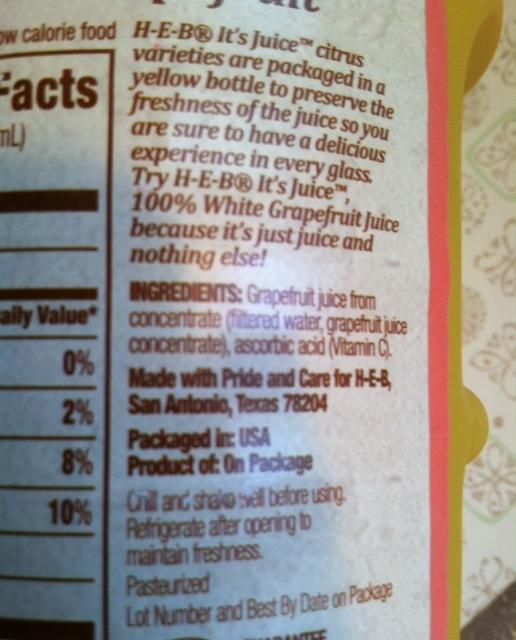 ow calorie food
Facts
mL)
aily Value*
0%
2%
8%
10%
H-E-B® It's Juice™ citrus
varieties are packaged in a
yellow bottle to preserve the
freshness of the juice so you
are sure to have a delicious
experience in every glass.
Try H-E-B® It's Juice™,
100% White Grapefruit Juice
because it's just juice and
nothing else!
INGREDIENTS: Grapefruit juice from
concentrate (filtered water, grapefruit juice
concentrate), ascorbic acid (Vitamin C).
Made with Pride and Care for H-E-B,
San Antonio, Texas 78204
Packaged in: USA
Product of: On Package
Chill and shake well before using.
Refrigerate after opening to
maintain freshness.
Pasteurized
Lot Number and Best By Date on Package